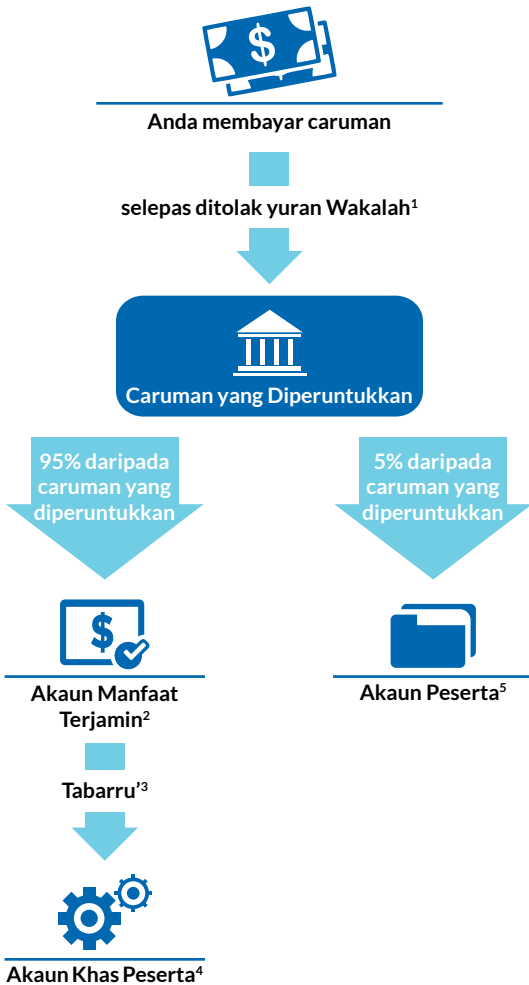 $
Anda membayar caruman
selepas ditolak yuran Wakalah¹
Caruman yang Diperuntukkan
95% daripada
caruman yang
diperuntukkan
5% daripada
caruman yang
diperuntukkan
$
Akaun Manfaat
Terjamin²
Akaun Peserta⁵
Tabarru’³
Akaun Khas Peserta⁴